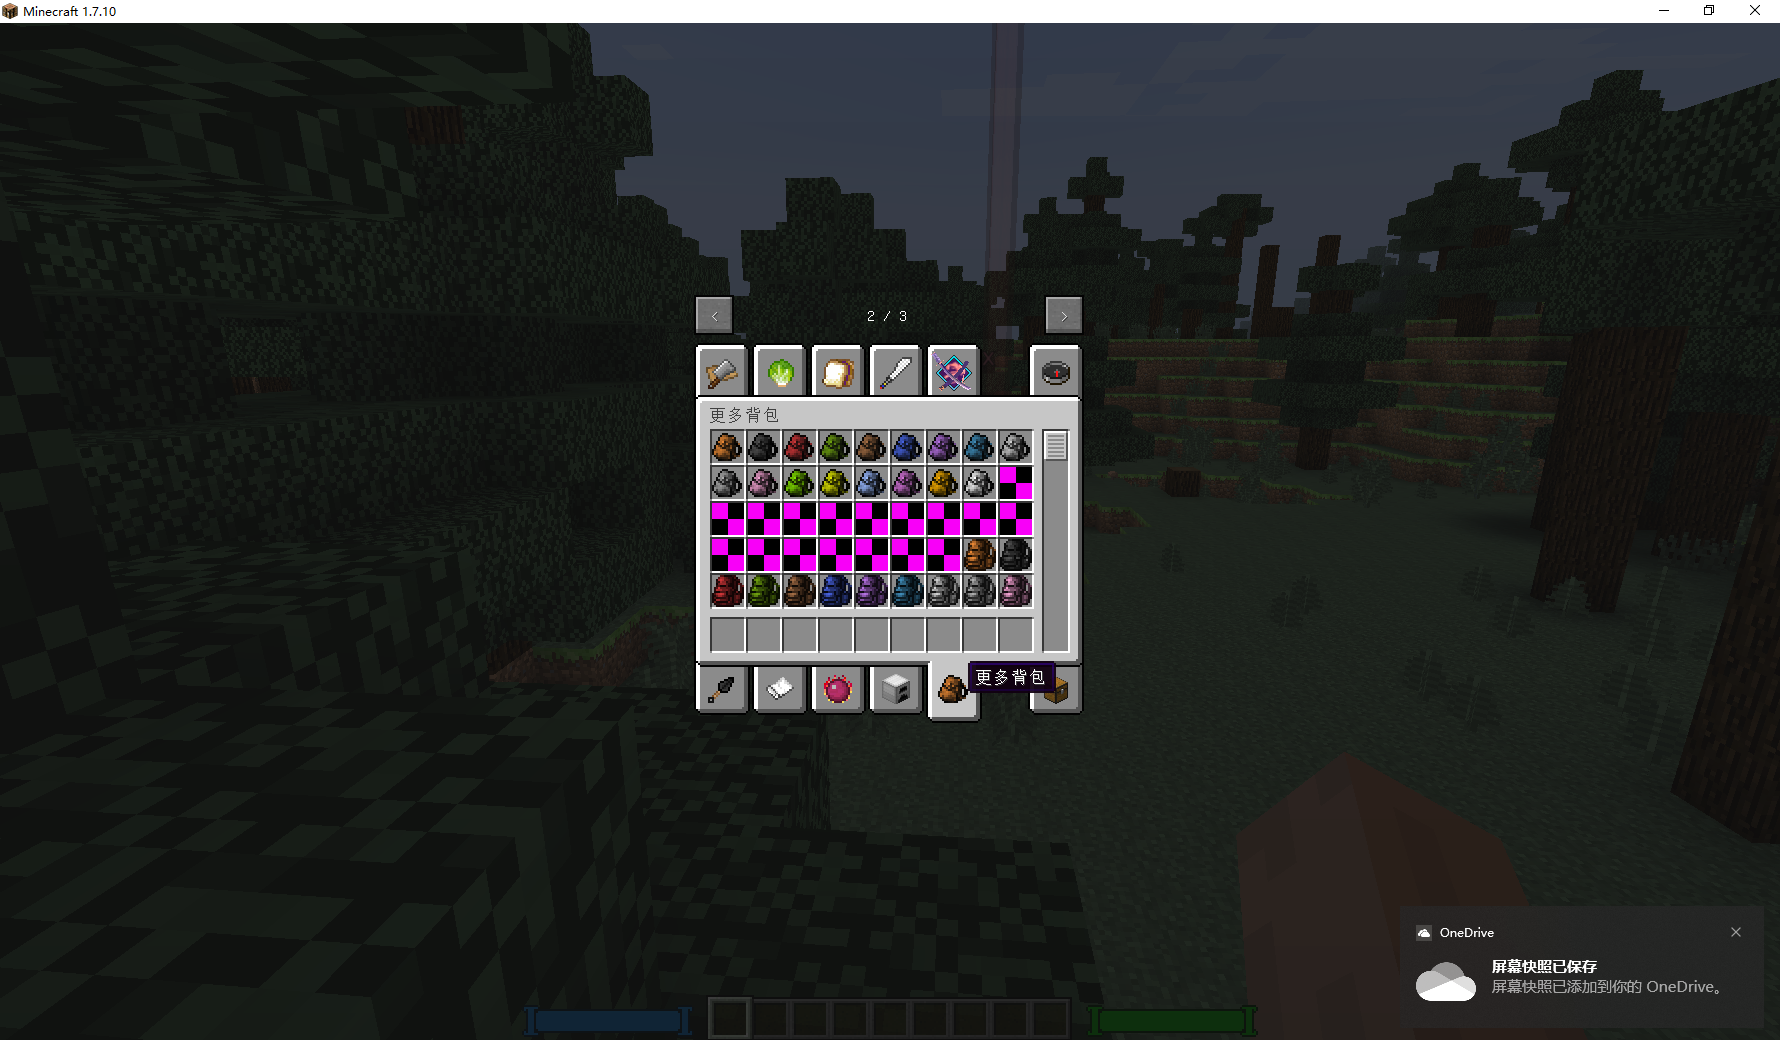 Minecraft 1.7.10
< 2 / 3 >
更多背包
更多背包
OneDrive
屏幕快照已保存
屏幕快照已添加到你的 OneDrive。